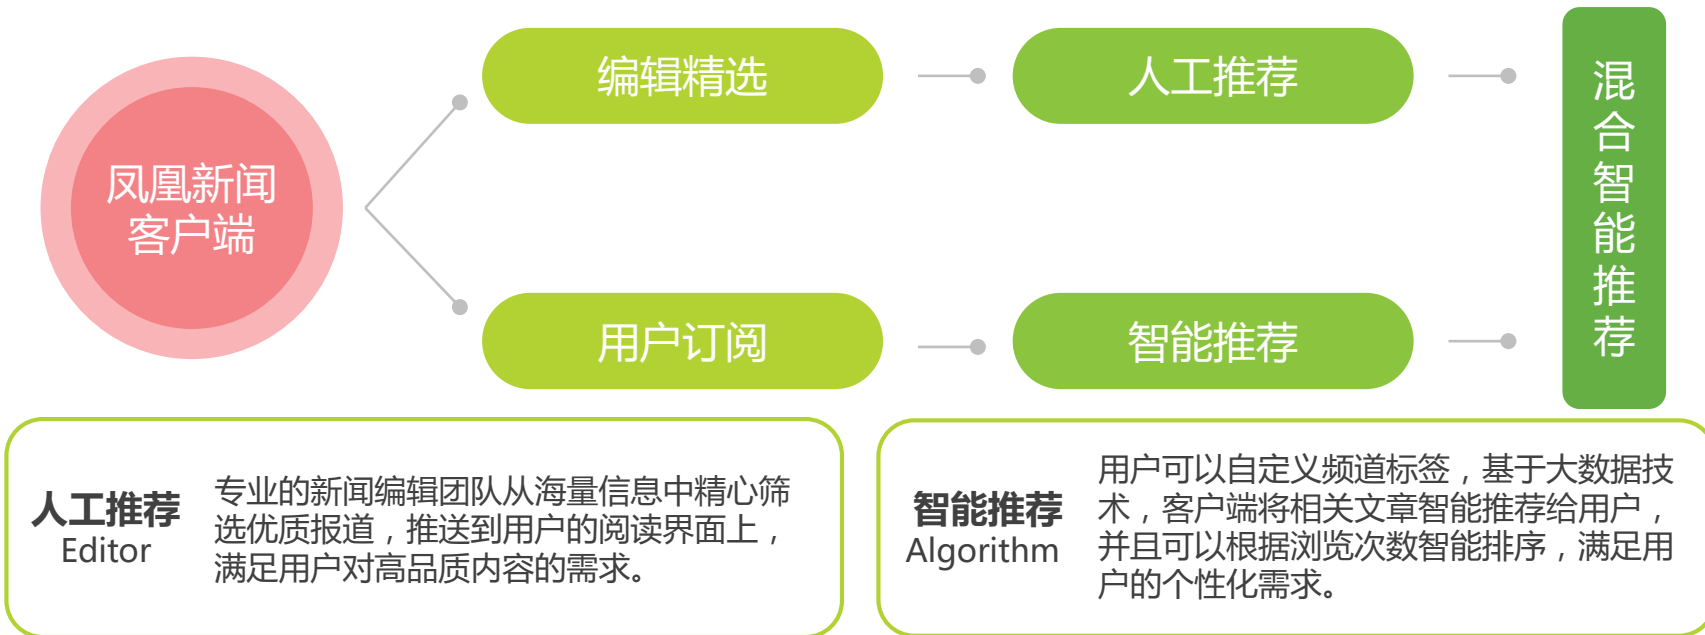 凤凰新闻
客户端
编辑精选
人工推荐
用户订阅
智能推荐
混合智能推荐
人工推荐
Editor
专业的新闻编辑团队从海量信息中精心筛
选优质报道，推送到用户的阅读界面上，
满足用户对高品质内容的需求。
智能推荐
Algorithm
用户可以自定义频道标签，基于大数据技
术，客户端将相关文章智能推荐给用户，
并且可以根据浏览次数智能排序，满足用
户的个性化需求。